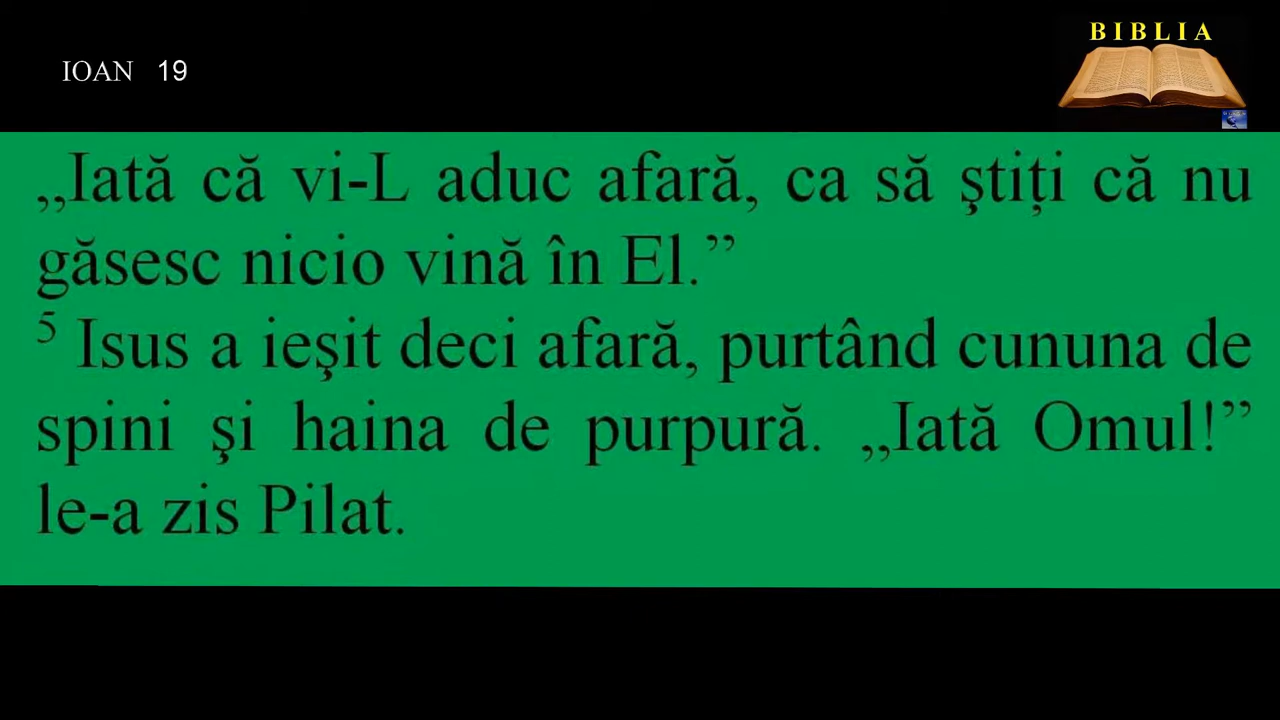 BIBLIA
IOAN 19
„Iată că vi-L aduc afară, ca să ştiți că nu
găsesc nicio vină în El.”
5 Isus a ieşit deci afară, purtând cununa de
spini şi haina de purpură. „Iată Omul!”
le-a zis Pilat.